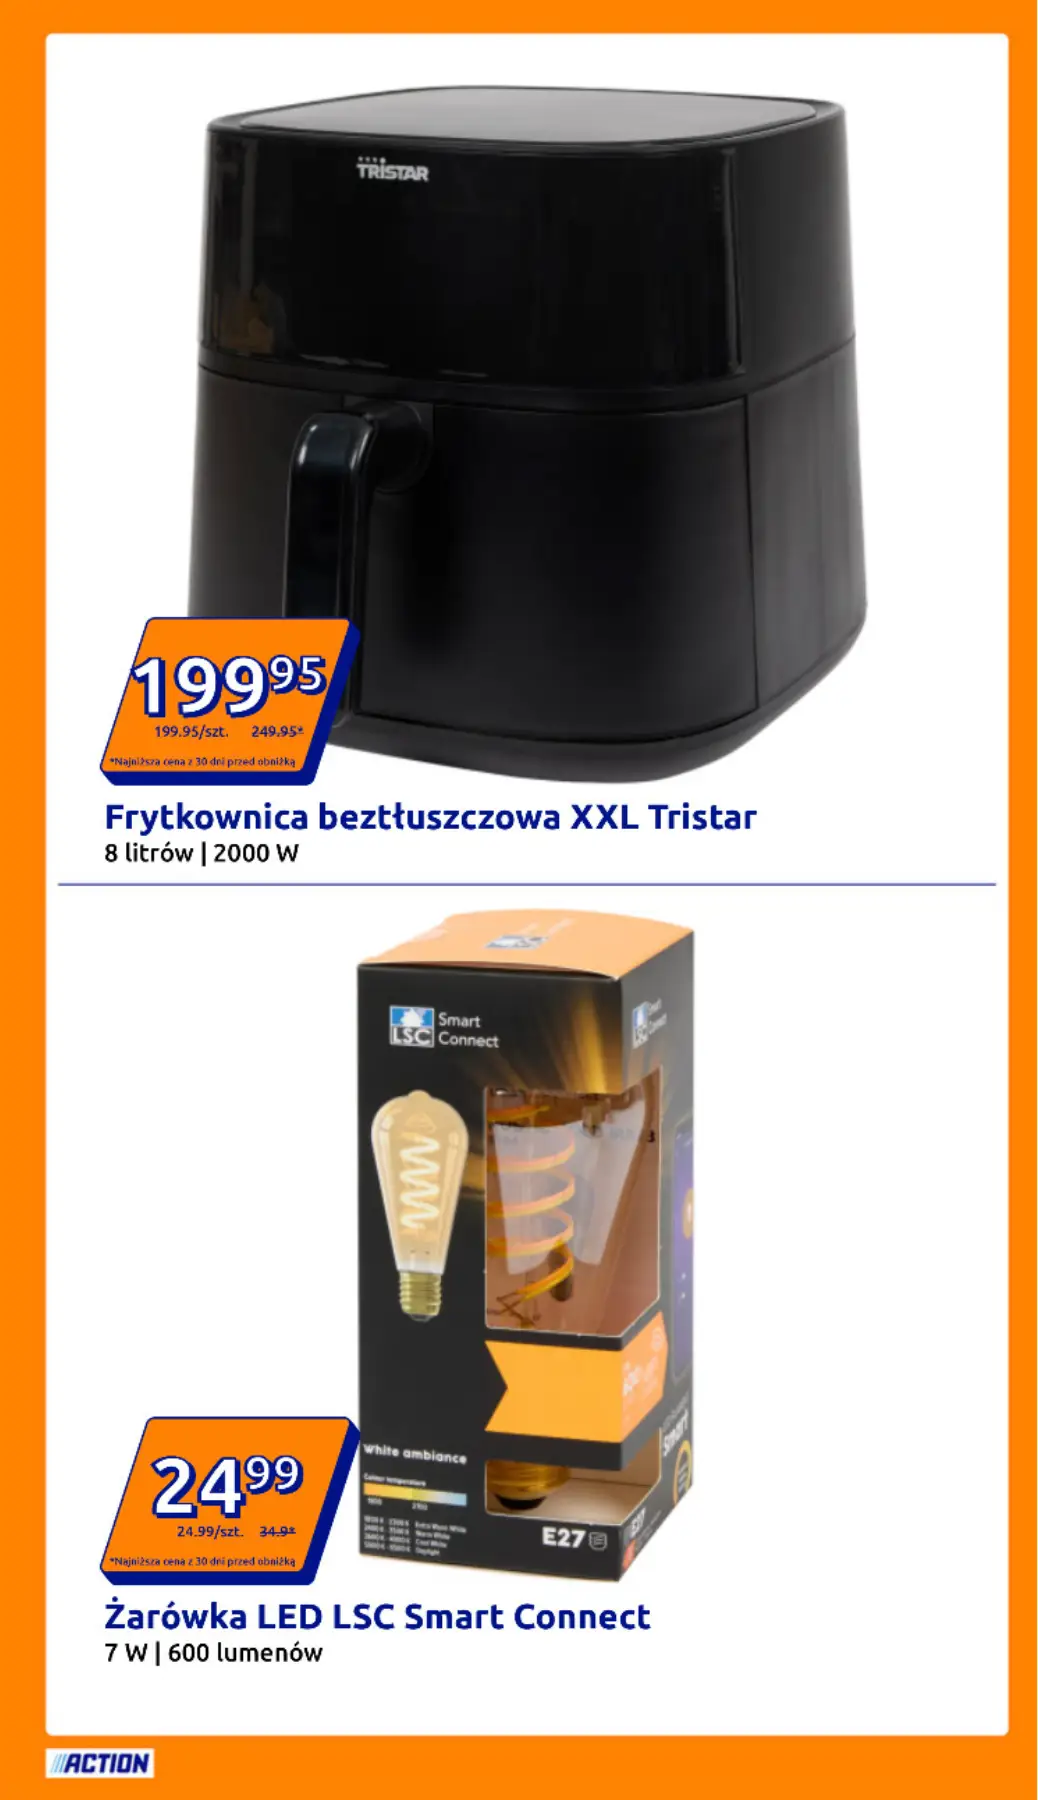 TRISTAR
199 95
199.95/szt. 249.95*
*Najniższa cena z 30 dni przed obniżką
Frytkownica beztłuszczowa XXL Tristar
8 litrów | 2000 W
LSC Smart
Connect
White ambiance
Colour temperature
E27
24 99
24.99/szt. 34.9*
*Najniższa cena z 30 dni przed obniżką
Żarówka LED LSC Smart Connect
7 W | 600 lumenów
ACTION